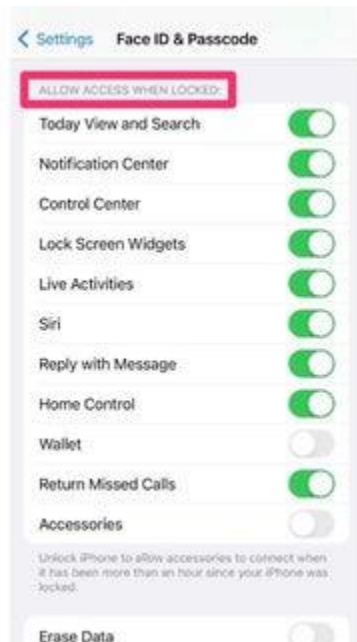 Settings Face ID & Passcode
ALLOW ACCESS WHEN LOCKED:
Today View and Search
Notification Center
Control Center
Lock Screen Widgets
Live Activities
Siri
Reply with Message
Home Control
Wallet
Return Missed Calls
Accessories
Unlock iPhone to allow accessories to connect when
it has been more than an hour since your iPhone was
locked.
Erase Data